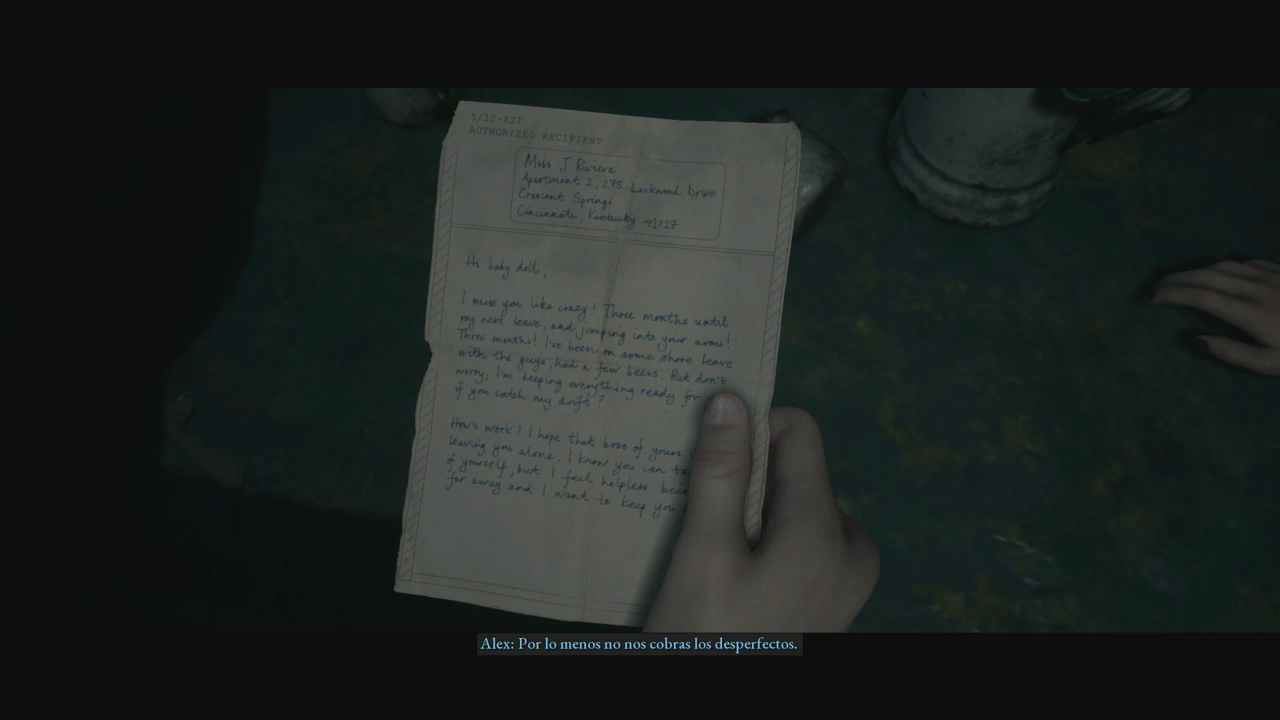 5/12-XZF
AUTHORIZED RECIPIENT
Miss J Riviera
Apartment 2, 295 Lockwood Drive
Crescent Springs
Cincinnati, Kentucky 41027
Hi baby doll,
I miss you like crazy! Three months until
my next leave, and jumping into your arms!
Three months! I've been on some shore leave
with the guys, had a few beers. But don't
worry, I'm keeping everything ready for
if you catch my drift?
How's work? I hope that boss of yours
leaving you alone. I know you can
of yourself, but I feel helpless
far away and I want to keep you
Alex: Por lo menos no nos cobras los desperfectos.